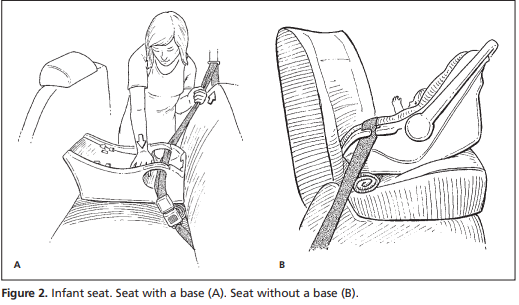 A
B
Figure 2. Infant seat. Seat with a base (A). Seat without a base (B).